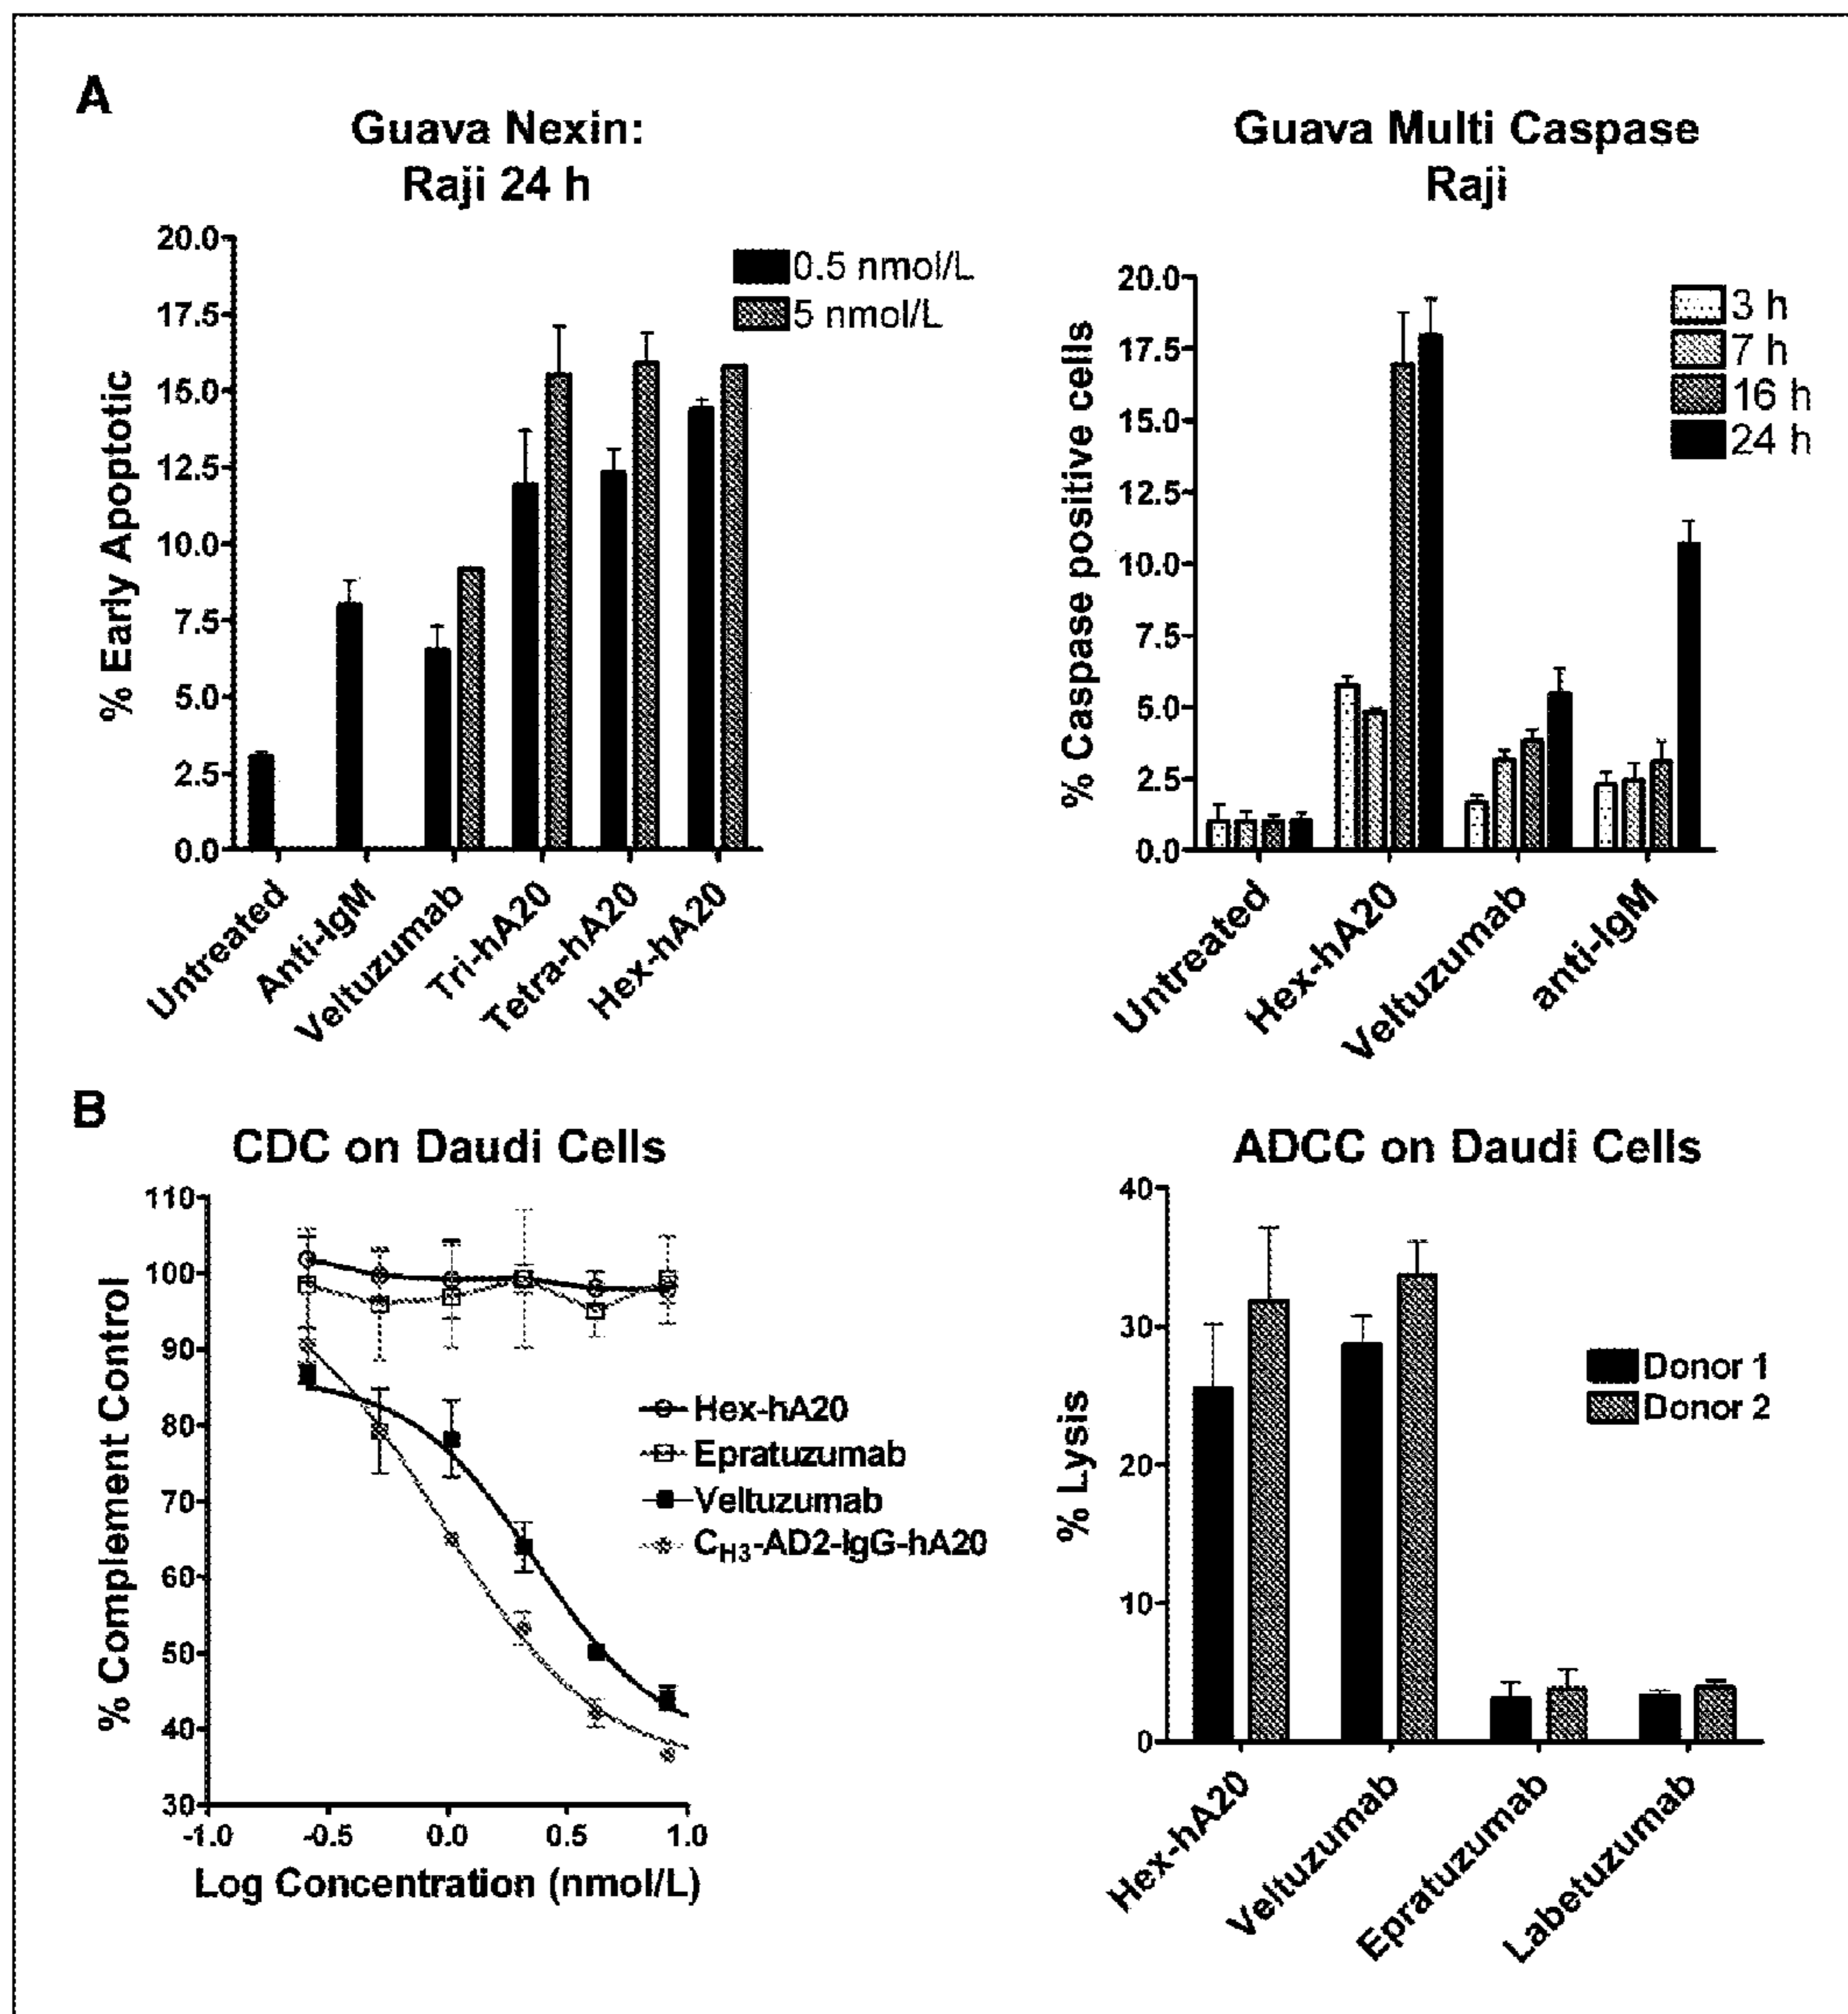 A
Guava Nexin:
Raji 24 h
20.0
17.5
15.0
12.5
10.0
7.5
5.0
2.5
0.0
% Early Apoptotic
0.5 nmol/L
5 nmol/L
Untreated
Anti-IgM
Veltuzumab
Tri-hA20
Tetra-hA20
Hex-hA20
Guava Multi Caspase
Raji
20.0
17.5
15.0
12.5
10.0
7.5
5.0
2.5
0.0
% Caspase positive cells
3 h
7 h
16 h
24 h
Untreated
Hex-hA20
Veltuzumab
anti-IgM
B
CDC on Daudi Cells
110
100
90
80
70
60
50
40
30
% Complement Control
-1.0
-0.5
0.0
0.5
1.0
Log Concentration (nmol/L)
Hex-hA20
Epratuzumab
Veltuzumab
CH3-AD2-IgG-hA20
ADCC on Daudi Cells
40
30
20
10
0
% Lysis
Donor 1
Donor 2
Hex-hA20
Veltuzumab
Epratuzumab
Labetuzumab